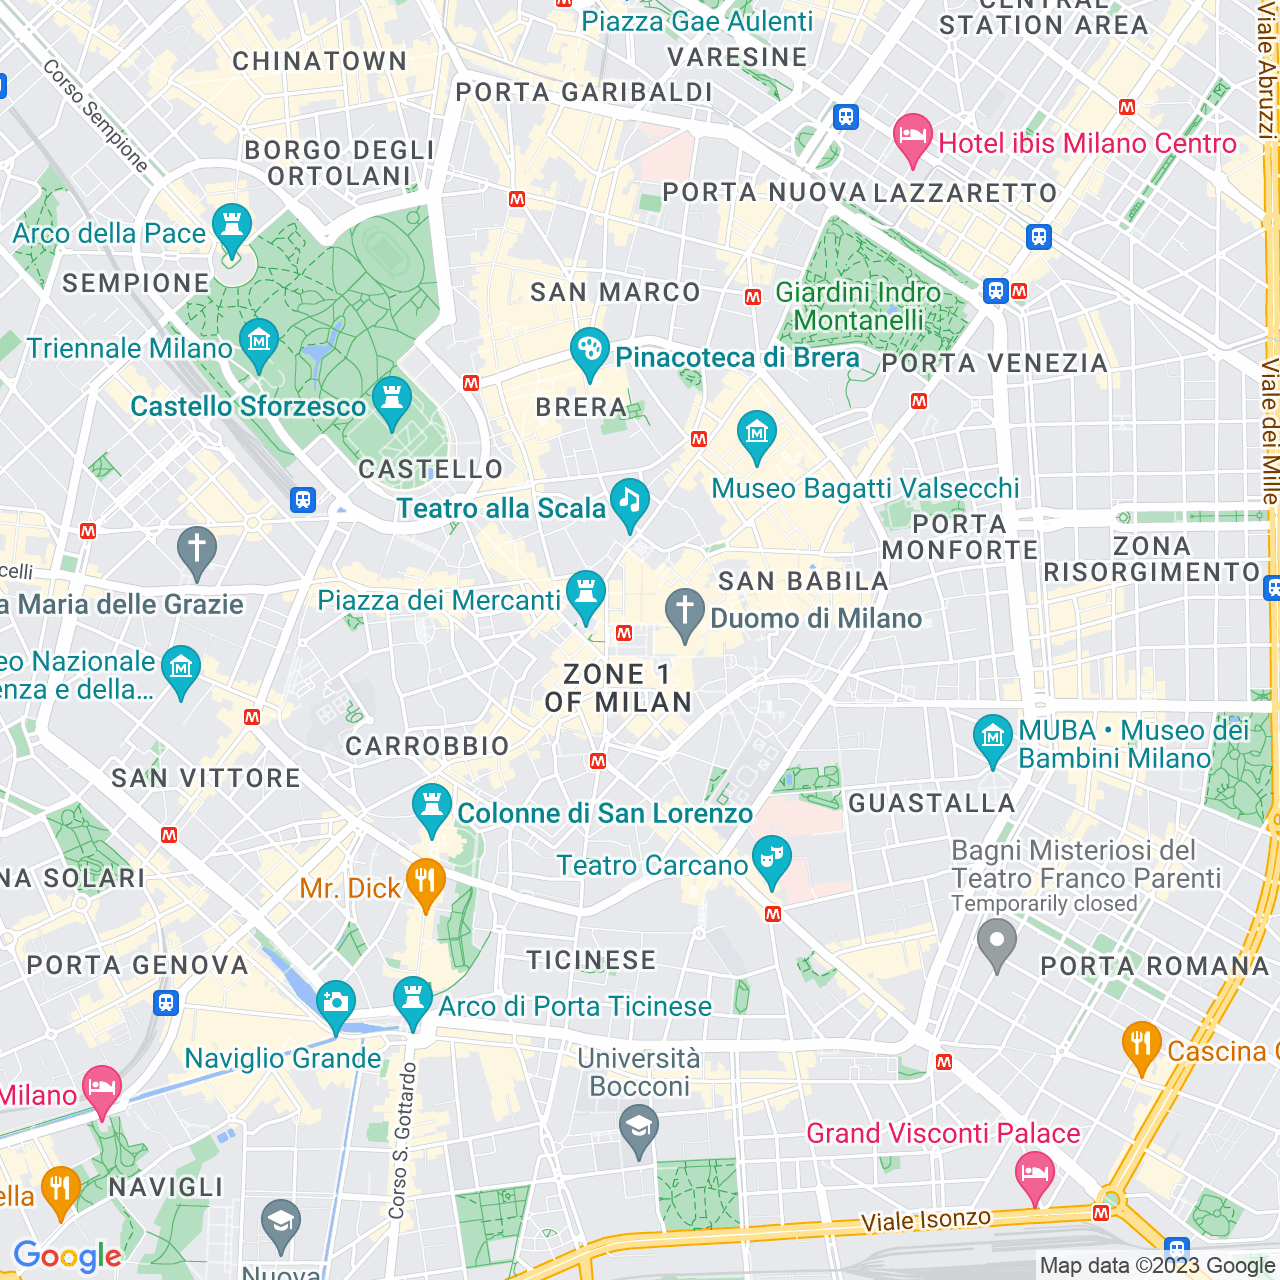 CENTRAL
STATION AREA
Piazza Gae Aulenti
Viale Abruzzi
VARESINE
CHINATOWN
Corso Sempione
PORTA GARIBALDI
Hotel ibis Milano Centro
BORGO DEGLI
ORTOLANI
PORTA NUOVA
LAZZARETTO
Arco della Pace
SEMPIONE
SAN MARCO
Giardini Indro
Montanelli
Triennale Milano
Pinacoteca di Brera
PORTA VENEZIA
Viale dei Mille
Castello Sforzesco
BRERA
CASTELLO
Museo Bagatti Valsecchi
Teatro alla Scala
PORTA
MONFORTE
ZONA
RISORGIMENTO
celli
SAN BABILA
a Maria delle Grazie
Piazza dei Mercanti
Duomo di Milano
eo Nazionale
enza e della...
ZONE 1
OF MILAN
MUBA • Museo dei
Bambini Milano
CARROBBIO
SAN VITTORE
GUASTALLA
Colonne di San Lorenzo
Bagni Misteriosi del
Teatro Franco Parenti
Temporarily closed
Teatro Carcano
NA SOLARI
Mr. Dick
TICINESE
PORTA GENOVA
PORTA ROMANA
Arco di Porta Ticinese
Naviglio Grande
Università
Bocconi
Cascina C
Milano
Corso S. Gottardo
Grand Visconti Palace
NAVIGLI
ella
Viale Isonzo
Google
Nuova
Map data ©2023 Google